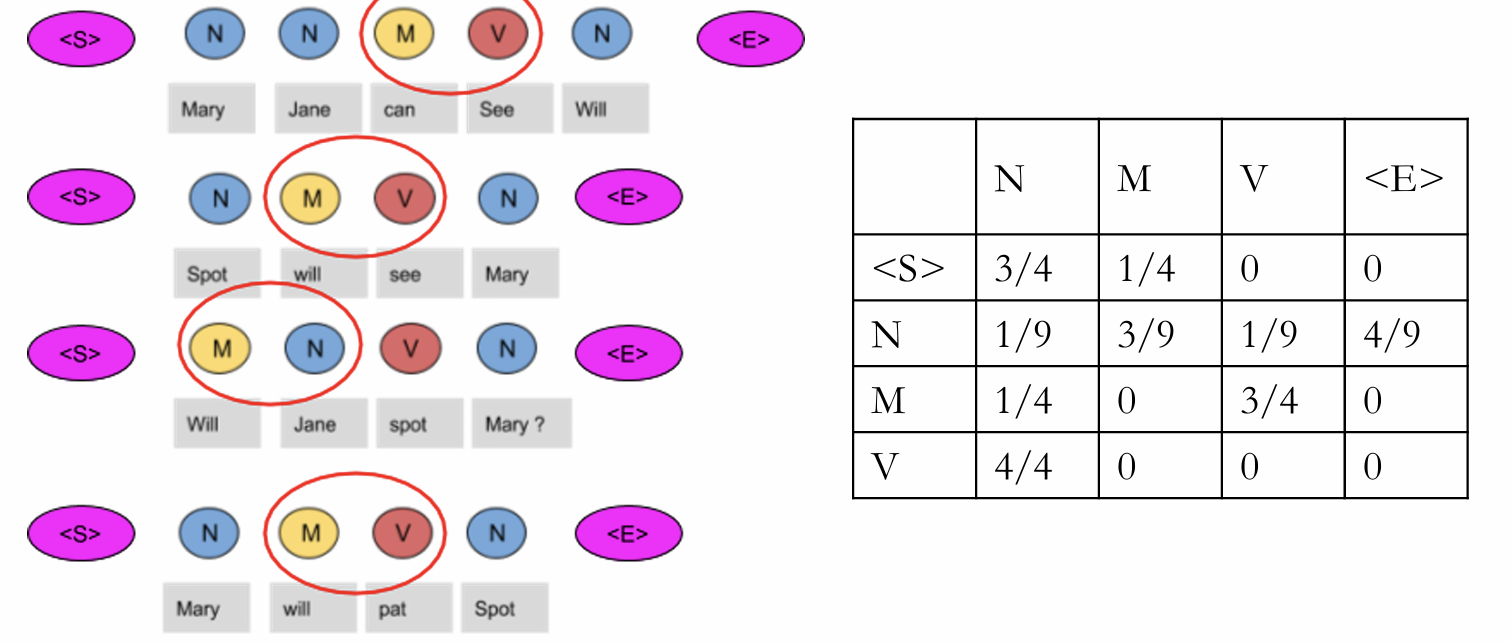 <S> N N M V N <E>
Mary Jane can See Will
<S> N M V N <E>
Spot will see Mary
<S> M N V N <E>
Will Jane spot Mary ?
<S> N M V N <E>
Mary will pat Spot
N M V <E>
<S> 3/4 1/4 0 0
N 1/9 3/9 1/9 4/9
M 1/4 0 3/4 0
V 4/4 0 0 0